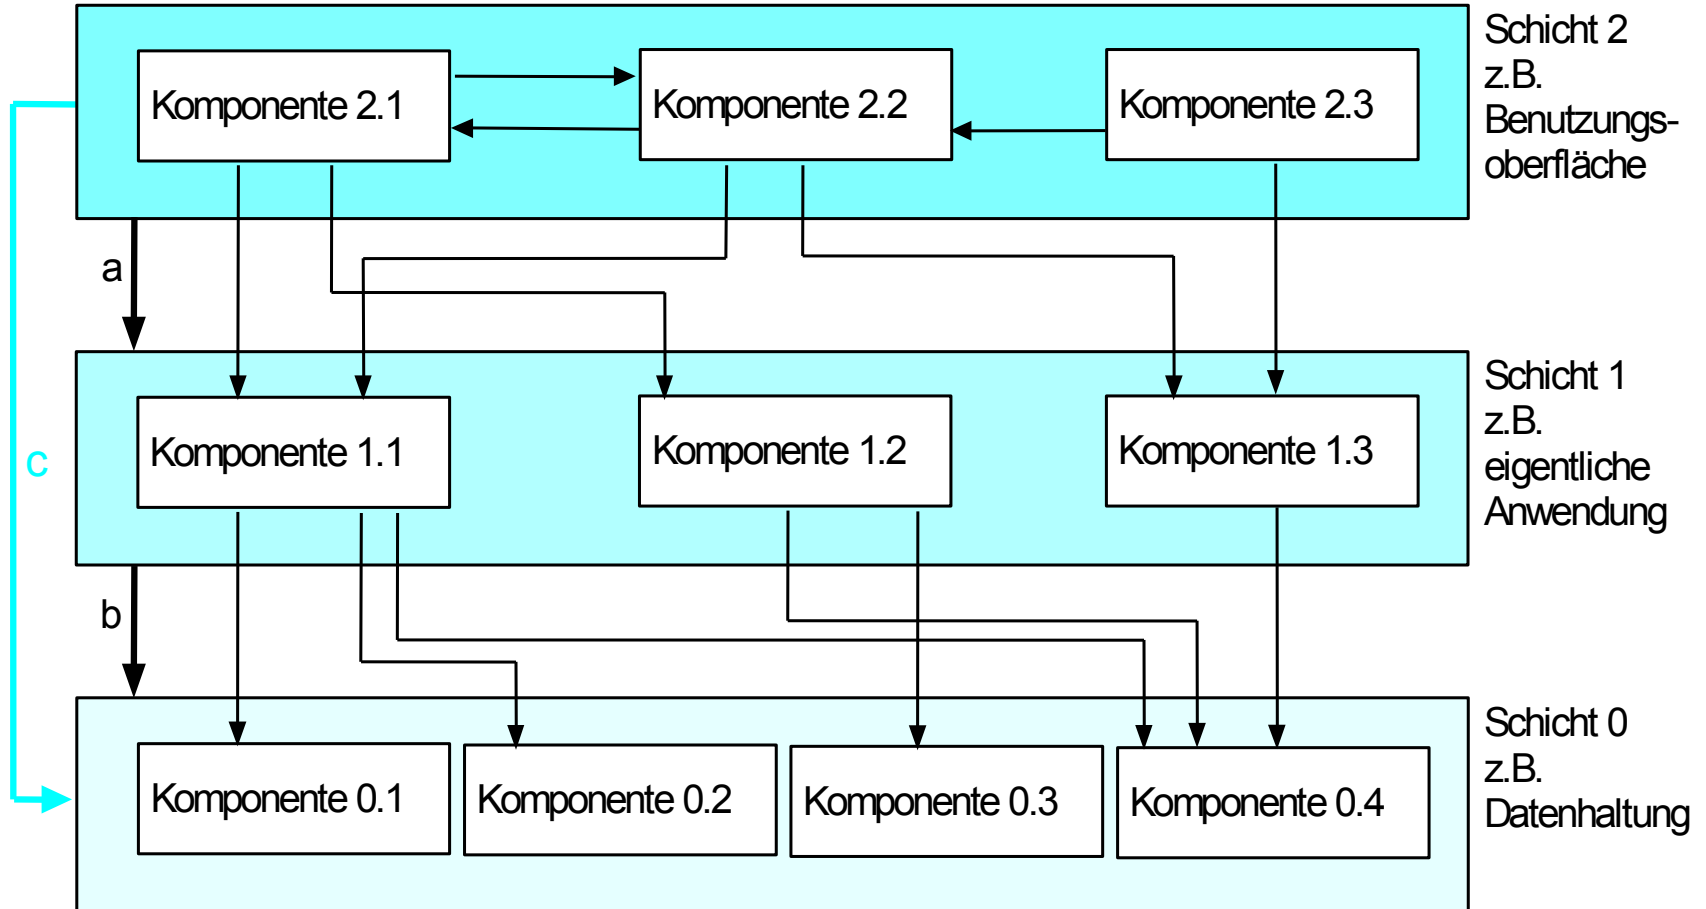 Komponente 2.1
Komponente 2.2
Komponente 2.3
Schicht 2
z.B.
Benutzungs-
oberfläche
a
Komponente 1.1
Komponente 1.2
Komponente 1.3
Schicht 1
z.B.
eigentliche
Anwendung
c
b
Komponente 0.1
Komponente 0.2
Komponente 0.3
Komponente 0.4
Schicht 0
z.B.
Datenhaltung